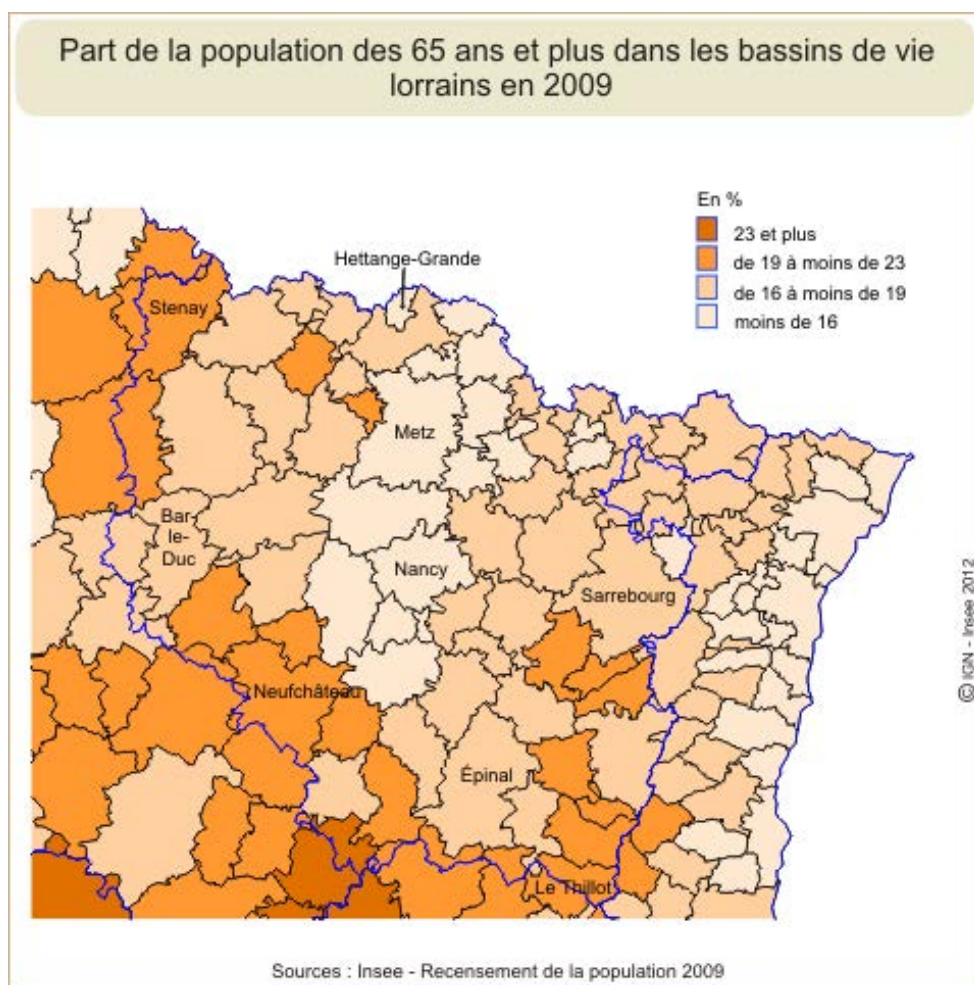 Part de la population des 65 ans et plus dans les bassins de vie
lorrains en 2009
En %
23 et plus
de 19 à moins de 23
de 16 à moins de 19
moins de 16
Hettange-Grande
Stenay
Metz
Bar-
le-
Duc
Nancy
Sarrebourg
Neufchâteau
Épinal
Le Thillot
© IGN - Insee 2012
Sources : Insee - Recensement de la population 2009